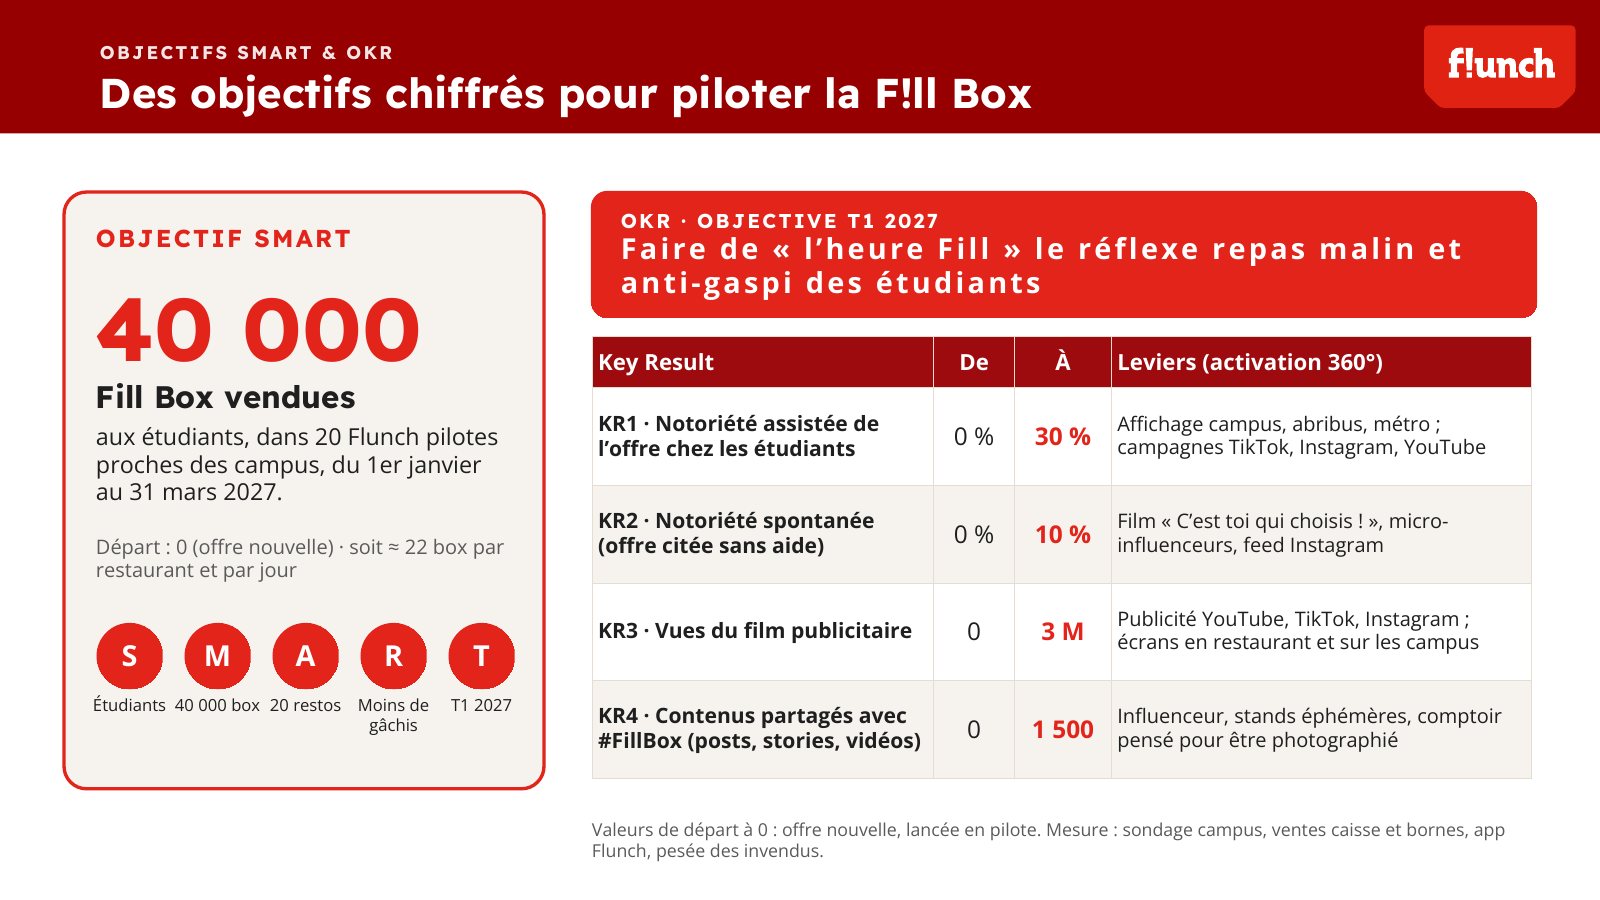 OBJECTIFS SMART & OKR
Des objectifs chiffrés pour piloter la F!ll Box
f!unch
OBJECTIF SMART
40 000
Fill Box vendues
aux étudiants, dans 20 Flunch pilotes
proches des campus, du 1er janvier
au 31 mars 2027.
Départ : 0 (offre nouvelle) · soit ≈ 22 box par
restaurant et par jour
S M A R T
Étudiants 40 000 box 20 restos Moins de T1 2027
gâchis
OKR · OBJECTIVE T1 2027
Faire de « l’heure Fill » le réflexe repas malin et
anti-gaspi des étudiants
Key Result De À Leviers (activation 360°)
KR1 · Notoriété assistée de
l’offre chez les étudiants
0 %
30 %
Affichage campus, abribus, métro ;
campagnes TikTok, Instagram, YouTube
KR2 · Notoriété spontanée
(offre citée sans aide)
0 %
10 %
Film « C’est toi qui choisis ! », micro-
influenceurs, feed Instagram
KR3 · Vues du film publicitaire
0
3 M
Publicité YouTube, TikTok, Instagram ;
écrans en restaurant et sur les campus
KR4 · Contenus partagés avec
#FillBox (posts, stories, vidéos)
0
1 500
Influenceur, stands éphémères, comptoir
pensé pour être photographié
Valeurs de départ à 0 : offre nouvelle, lancée en pilote. Mesure : sondage campus, ventes caisse et bornes, app
Flunch, pesée des invendus.